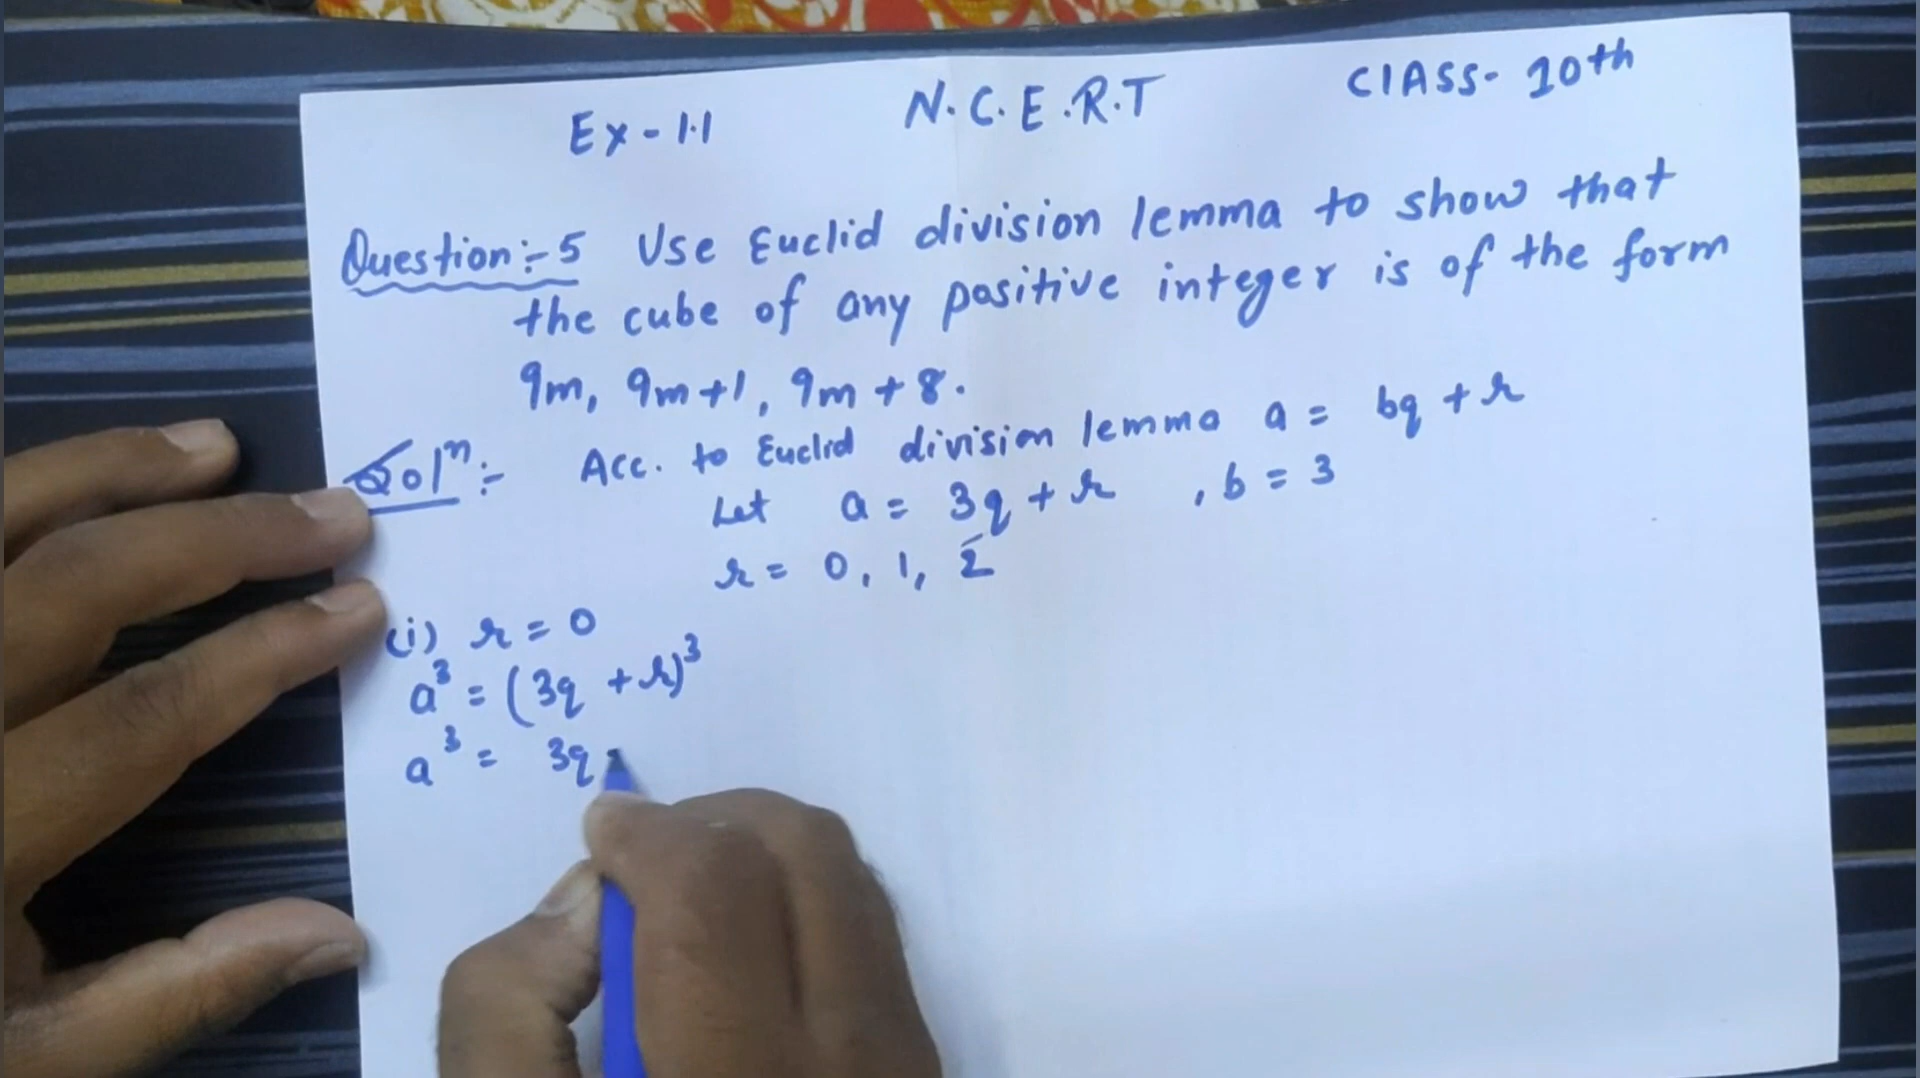 Ex-1.1 N.C.E.R.T CLASS- 10th
Question:-5 Use Euclid division lemma to show that
the cube of any positive integer is of the form
9m, 9m+1, 9m+8.
Solⁿ:- Acc. to Euclid division lemma a = bq + r
Let a = 3q + r , b = 3
r = 0, 1, 2
(i) r = 0
a³ = (3q + r)³
a³ = 3q